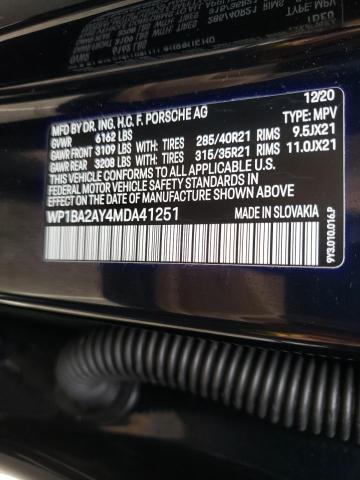 MFD BY DR. ING. H.C. F. PORSCHE AG 12/20
GVWR 6162 LBS TYPE: MPV
GAWR FRONT 3109 LBS WITH TIRES 285/40R21 RIMS 9.5JX21
GAWR REAR 3208 LBS WITH TIRES 315/35R21 RIMS 11.0JX21
THIS VEHICLE CONFORMS TO ALL APPLICABLE
FEDERAL MOTOR VEHICLE SAFETY STANDARDS IN
EFFECT ON THE DATE OF MANUFACTURE SHOWN ABOVE
WP1BA2AY4MDA41251 MADE IN SLOVAKIA
9Y3.010.016.P